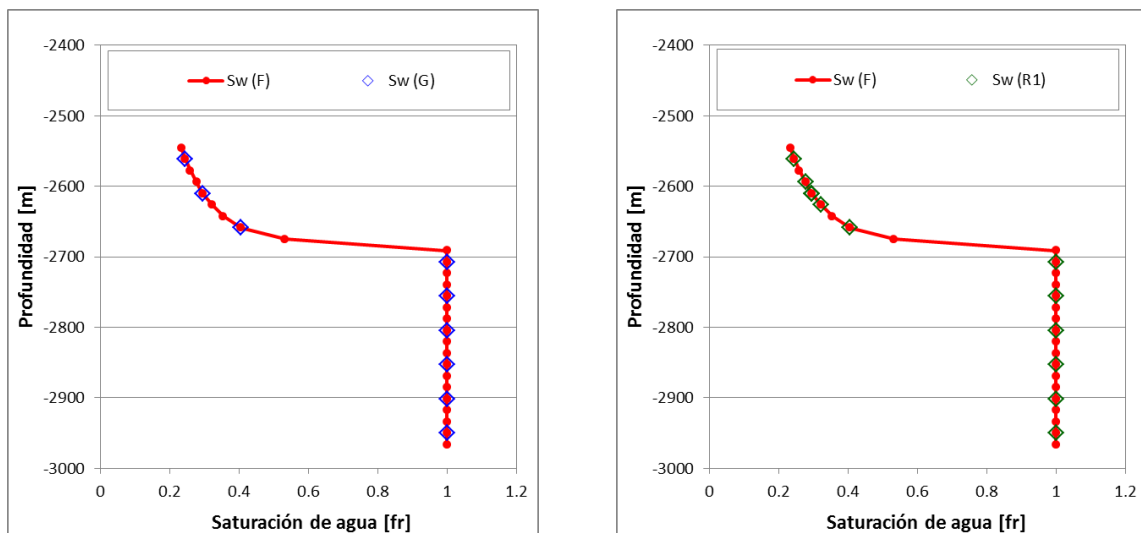 -2400
Sw (F) Sw (G)
-2500
-2600
-2700
-2800
-2900
-3000
Profundidad [m]
0 0.2 0.4 0.6 0.8 1 1.2
Saturación de agua [fr]
-2400
Sw (F) Sw (R1)
-2500
-2600
-2700
-2800
-2900
-3000
Profundidad [m]
0 0.2 0.4 0.6 0.8 1 1.2
Saturación de agua [fr]